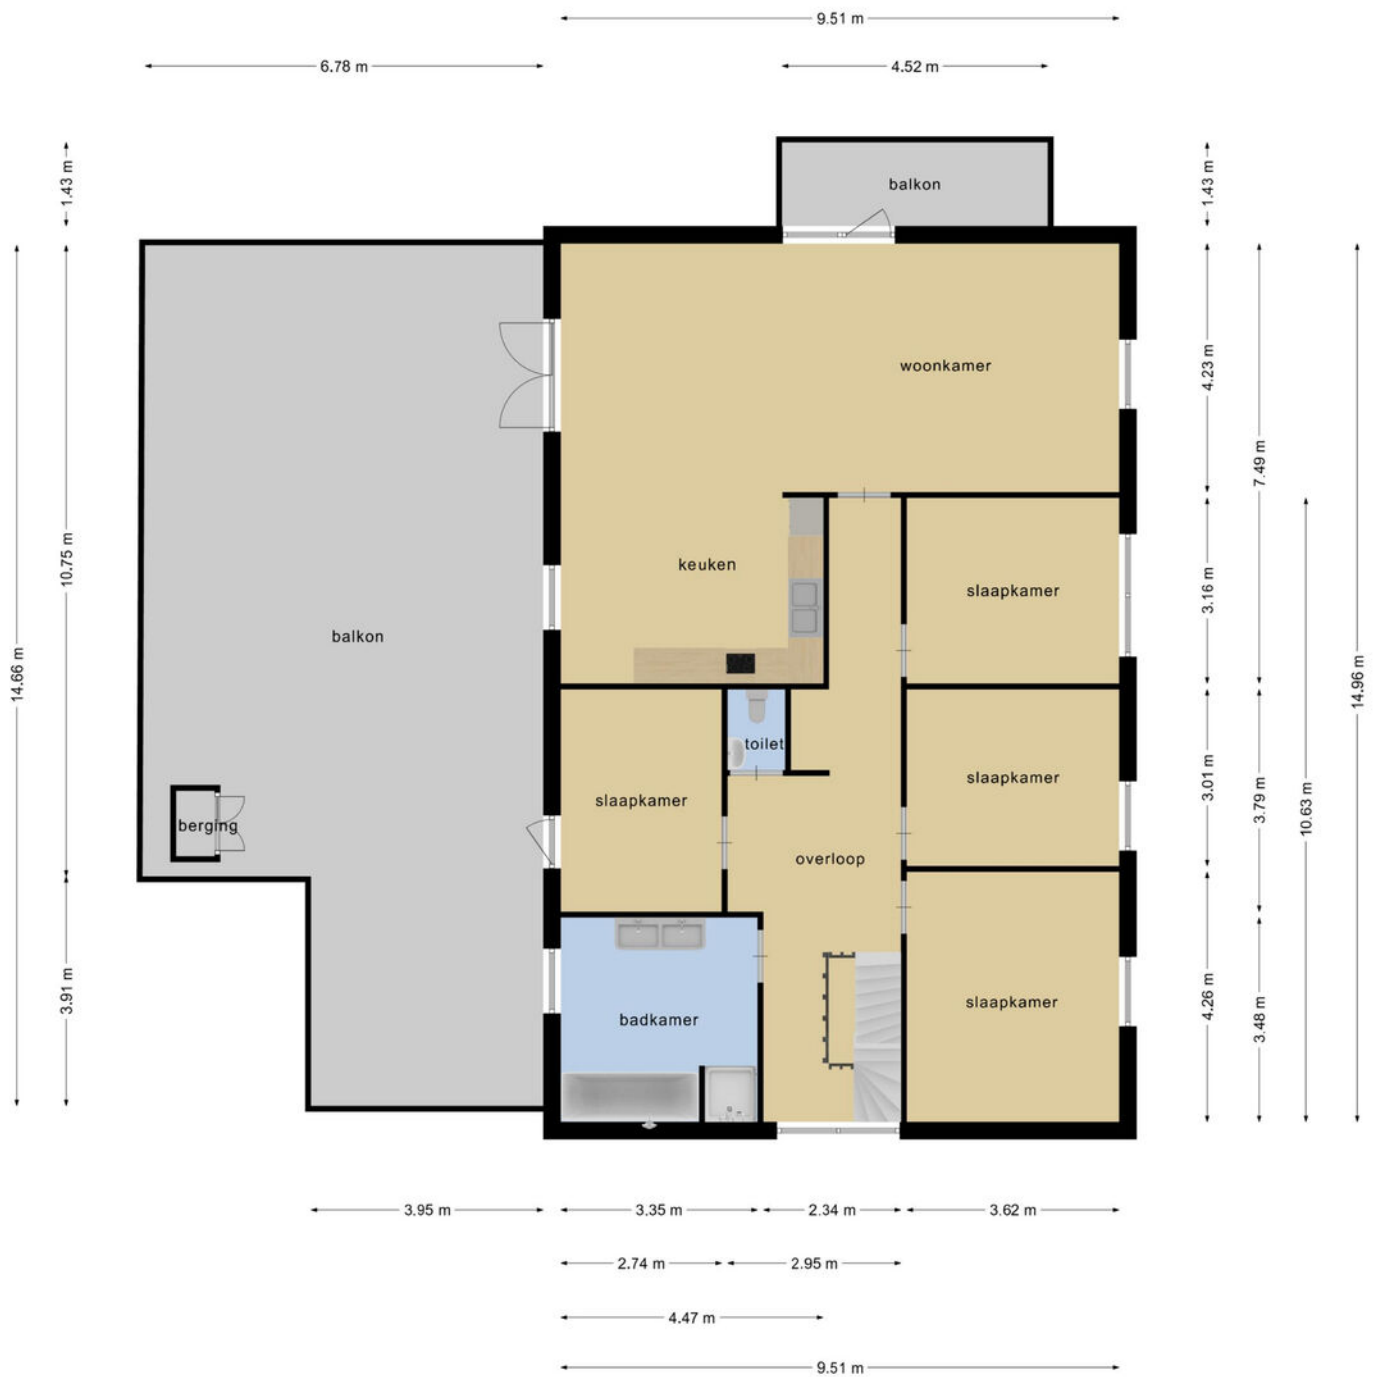 9.51 m
6.78 m
4.52 m
1.43 m
balkon
1.43 m
woonkamer
4.23 m
7.49 m
10.75 m
keuken
slaapkamer
3.16 m
balkon
14.66 m
14.96 m
toilet
slaapkamer
3.01 m
3.79 m
10.63 m
slaapkamer
berging
overloop
3.91 m
badkamer
slaapkamer
4.26 m
3.48 m
3.95 m
3.35 m
2.34 m
3.62 m
2.74 m
2.95 m
4.47 m
9.51 m